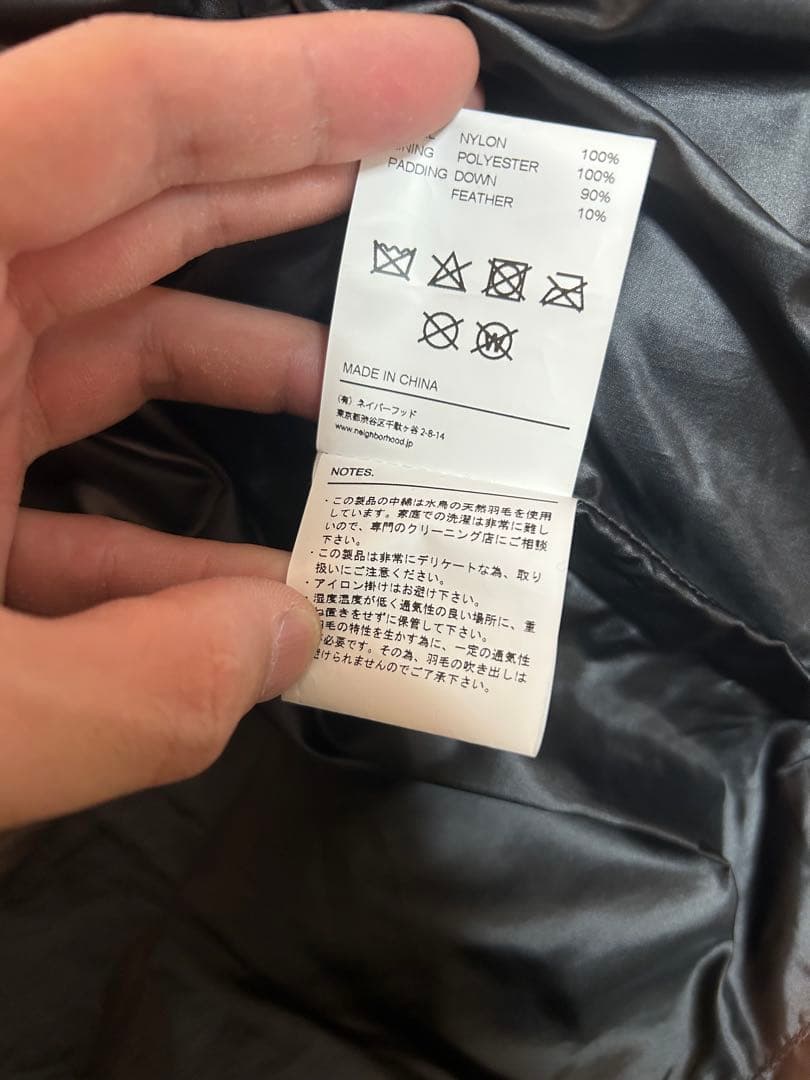 NYLON 100%
POLYESTER 100%
PADDING DOWN 90%
FEATHER 10%
W
MADE IN CHINA
(有) ネイバーフッド
東京都渋谷区千駄ヶ谷 2-8-14
www.neighborhood.jp
NOTES.
・この製品の中綿は水鳥の天然羽毛を使用
しています。家庭での洗濯は非常に難し
いので、専門のクリーニング店にご相談
下さい。
・この製品は非常にデリケートな為、取り
扱いにご注意ください。
・アイロン掛けはお避け下さい。
・湿度温度が低く通気性の良い場所に、重
ね置きをせずに保管して下さい。
羽毛の特性を生かす為に、一定の通気性
が必要です。その為、羽毛の吹き出しは
避けられませんのでご了承下さい。